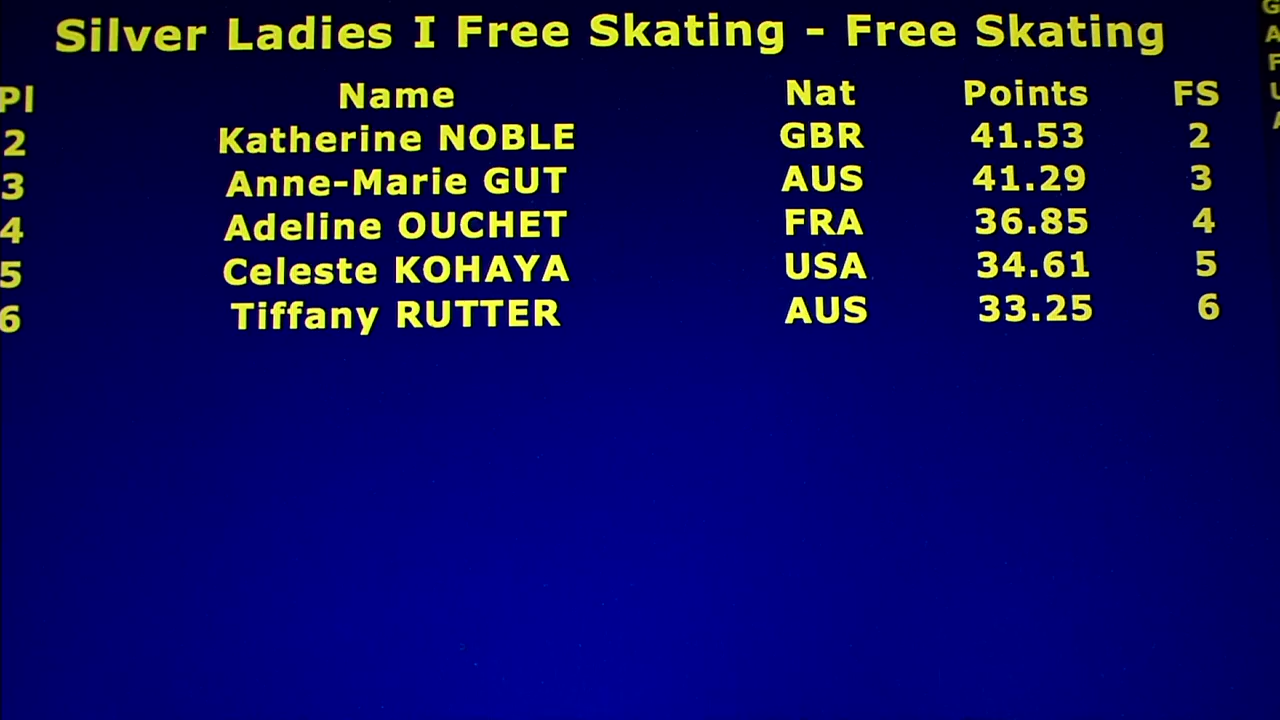 Silver Ladies I Free Skating - Free Skating
Pl Name Nat Points FS
2 Katherine NOBLE GBR 41.53 2
3 Anne-Marie GUT AUS 41.29 3
4 Adeline OUCHET FRA 36.85 4
5 Celeste KOHAYA USA 34.61 5
6 Tiffany RUTTER AUS 33.25 6